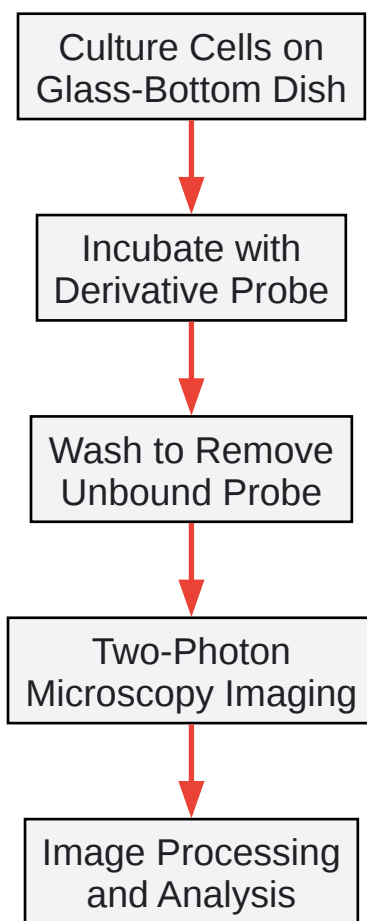 Culture Cells on
Glass-Bottom Dish
Incubate with
Derivative Probe
Wash to Remove
Unbound Probe
Two-Photon
Microscopy Imaging
Image Processing
and Analysis